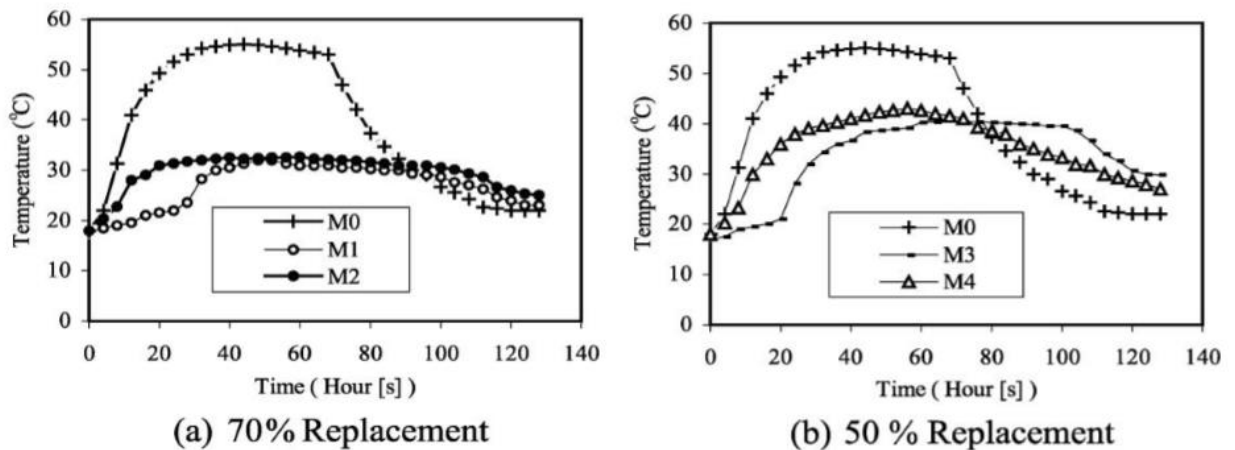 60
50
40
30
20
10
0
Temperature (°C)
M0
M1
M2
0 20 40 60 80 100 120 140
Time ( Hour [s] )
(a) 70% Replacement
60
50
40
30
20
10
0
Temperature (°C)
M0
M3
M4
0 20 40 60 80 100 120 140
Time ( Hour [s] )
(b) 50 % Replacement